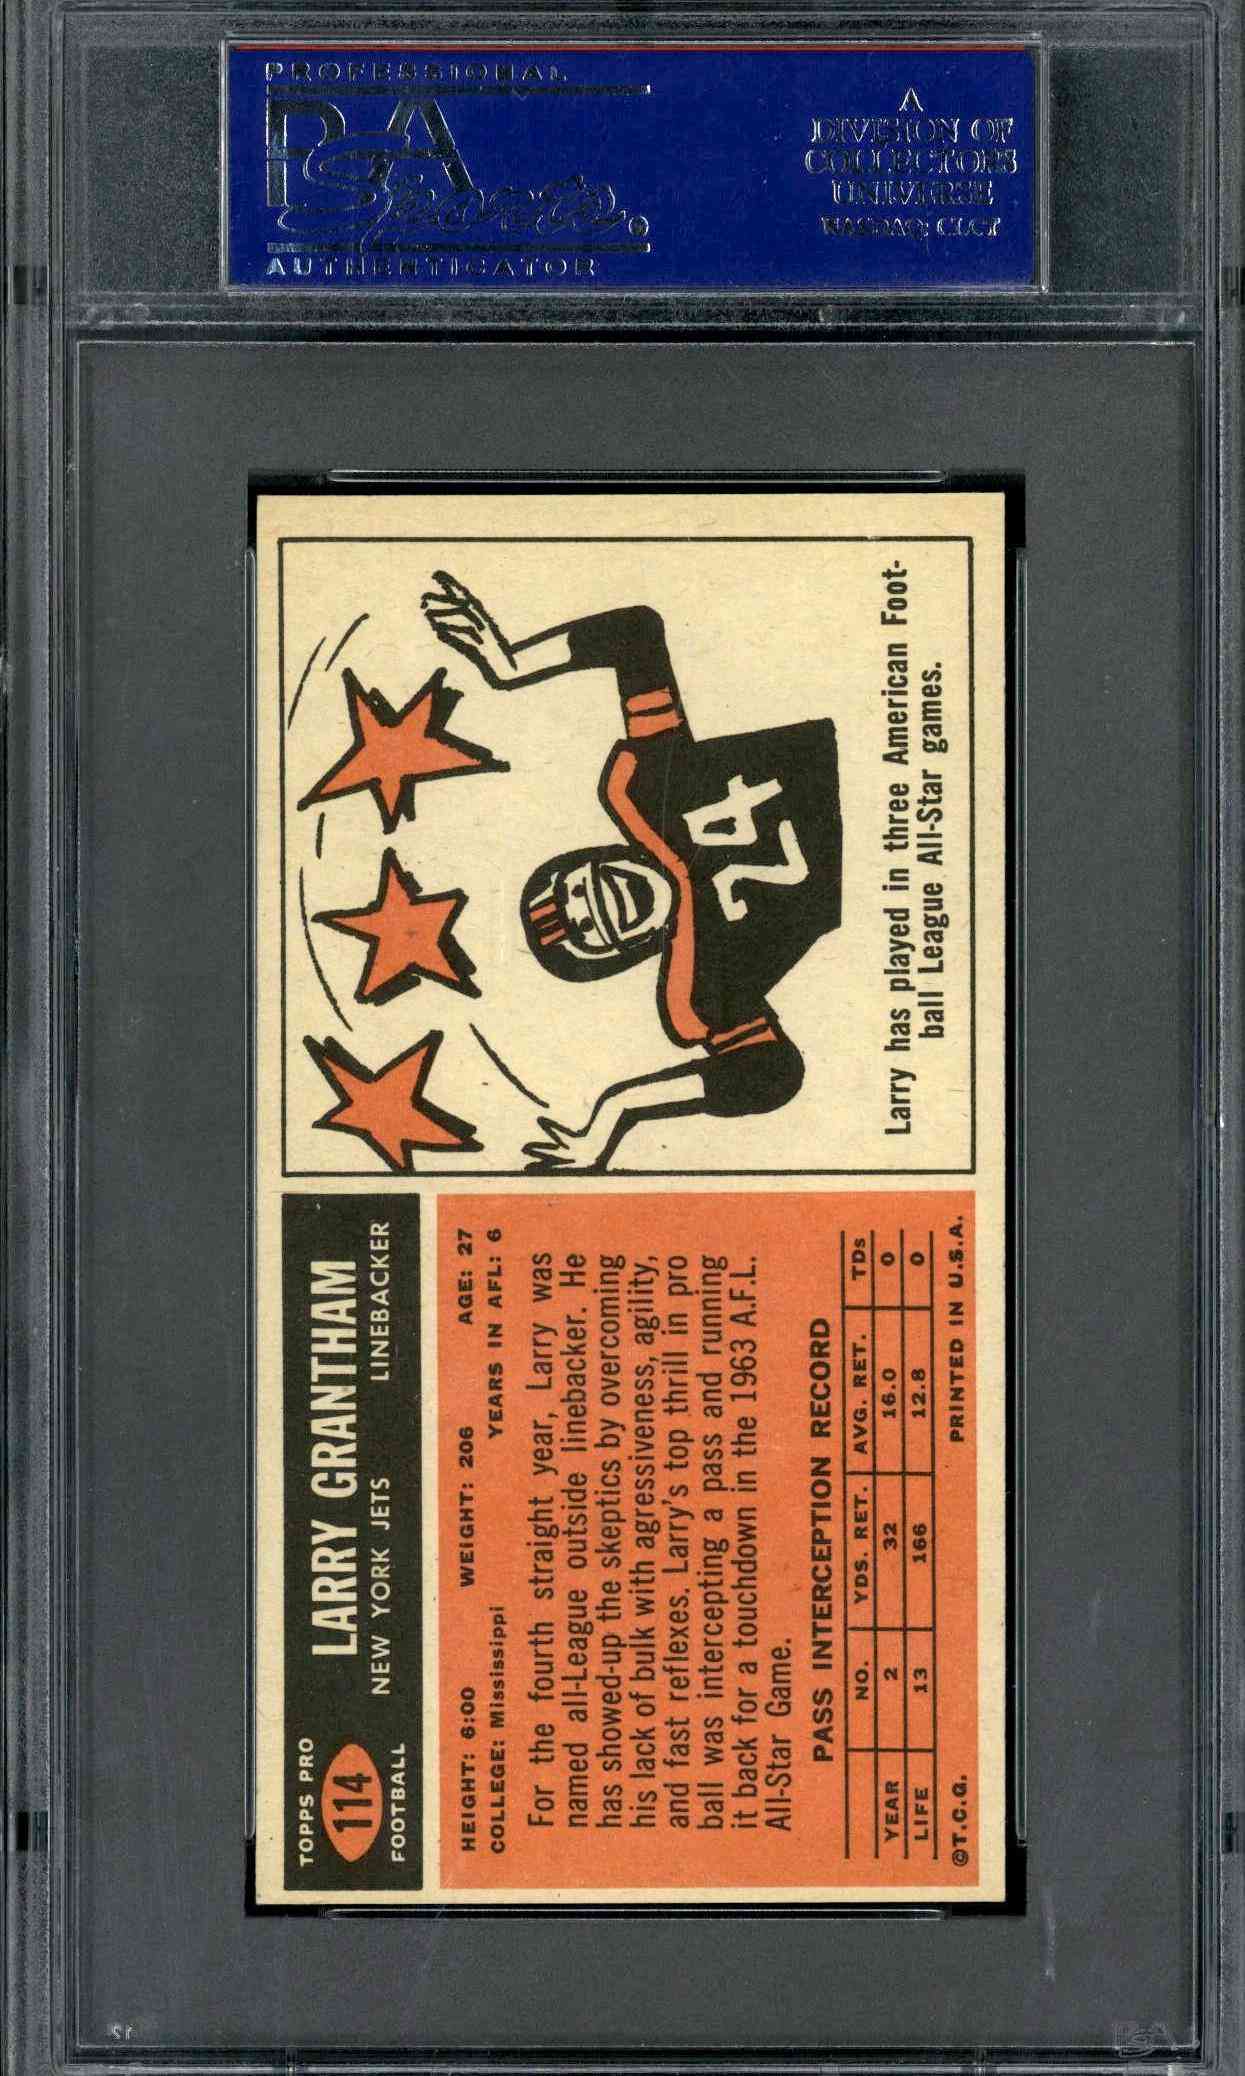 PROFESSIONAL
PSA
Sports®
AUTHENTICATOR
A
DIVISION OF
COLLECTORS
UNIVERSE
NASDAQ: CLCT
TOPPS PRO
114
FOOTBALL
LARRY GRANTHAM
NEW YORK JETS LINEBACKER
HEIGHT: 6:00 WEIGHT: 206 AGE: 27
COLLEGE: Mississippi YEARS IN AFL: 6
For the fourth straight year, Larry was
named all-League outside linebacker. He
has showed-up the skeptics by overcoming
his lack of bulk with agressiveness, agility,
and fast reflexes. Larry's top thrill in pro
ball was intercepting a pass and running
it back for a touchdown in the 1963 A.F.L.
All-Star Game.
PASS INTERCEPTION RECORD
NO. YDS. RET. AVG. RET. TDs
YEAR 2 32 16.0 0
LIFE 13 166 12.8 0
©T.C.G. PRINTED IN U.S.A.
24
Larry has played in three American Foot-
ball League All-Star games.
PSA